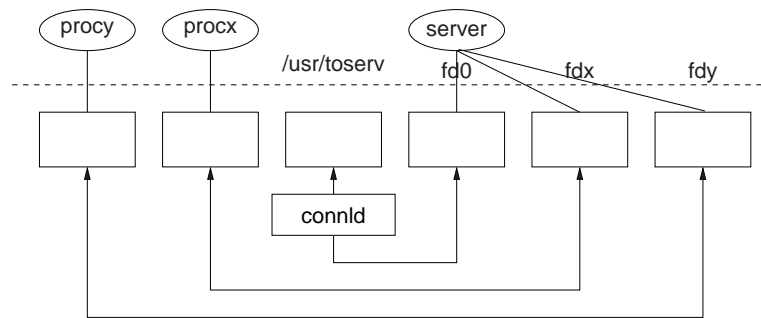 procy
procx
server
/usr/toserv
fd0
fdx
fdy
connld